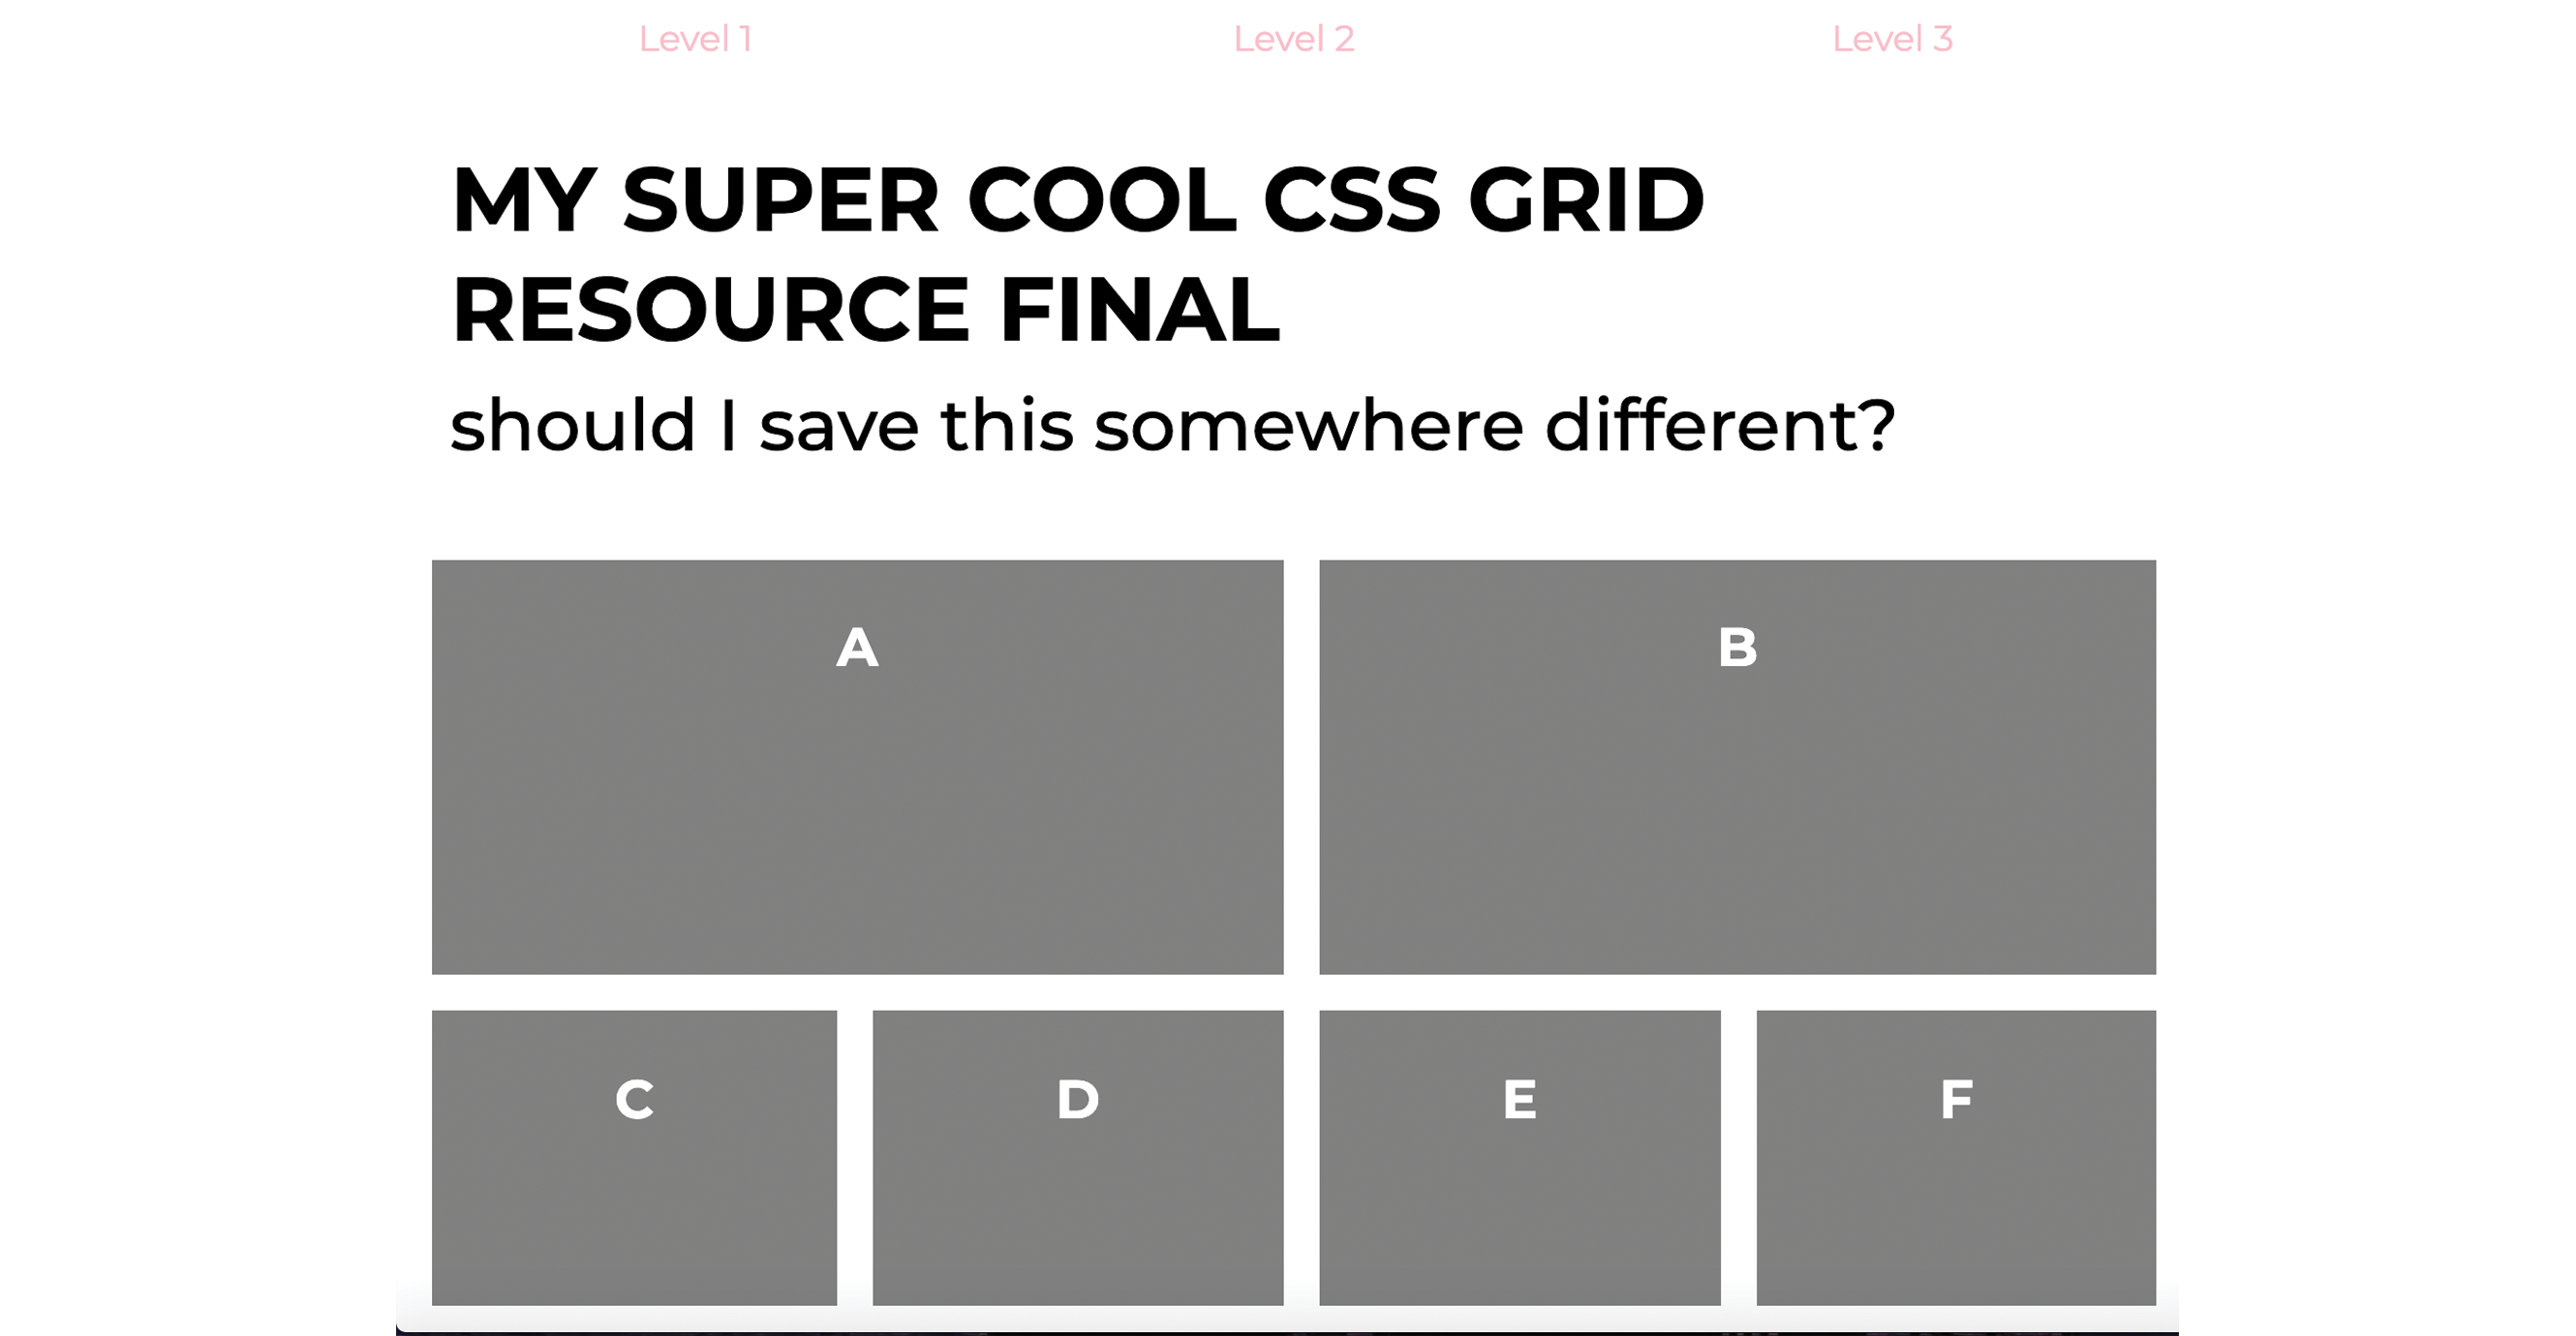 Level 1 Level 2 Level 3
MY SUPER COOL CSS GRID
RESOURCE FINAL
should I save this somewhere different?
A B
C D E F